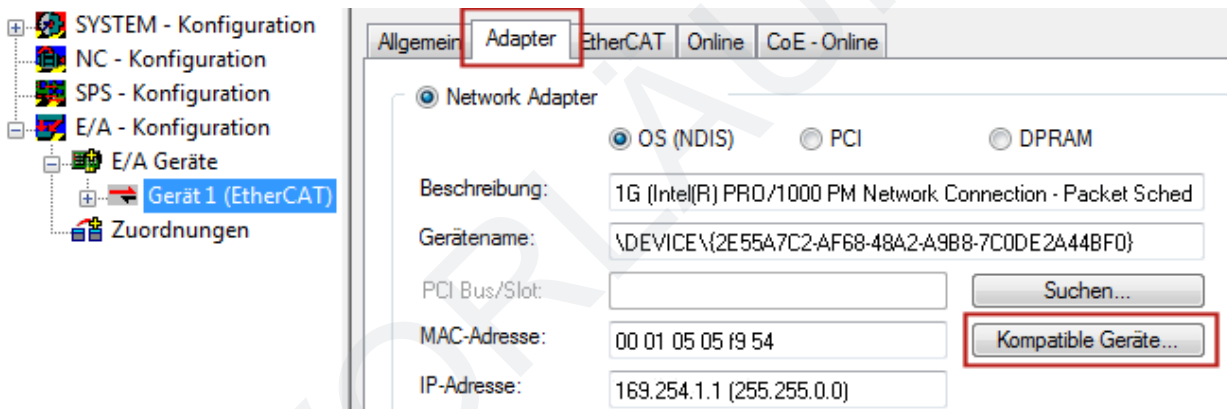 SYSTEM - Konfiguration
NC - Konfiguration
SPS - Konfiguration
E/A - Konfiguration
E/A Geräte
Gerät 1 (EtherCAT)
Zuordnungen
Allgemein Adapter EtherCAT Online CoE - Online
Network Adapter
OS (NDIS) PCI DPRAM
Beschreibung: 1G (Intel(R) PRO/1000 PM Network Connection - Packet Sched
Gerätename: \DEVICE\{2E55A7C2-AF68-48A2-A9B8-7C0DE2A44BF0}
PCI Bus/Slot: Suchen...
MAC-Adresse: 00 01 05 05 f9 54 Kompatible Geräte...
IP-Adresse: 169.254.1.1 (255.255.0.0)